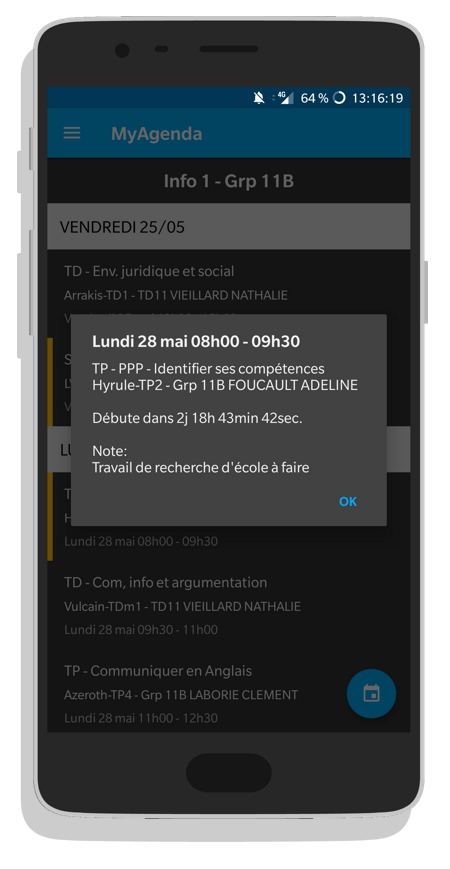 4G 64 % 13:16:19
MyAgenda
Info 1 - Grp 11B
VENDREDI 25/05
TD - Env. juridique et social
Arrakis-TD1 - TD11 VIEILLARD NATHALIE
Lundi 28 mai 08h00 - 09h30
TP - PPP - Identifier ses compétences
Hyrule-TP2 - Grp 11B FOUCAULT ADELINE
Débute dans 2j 18h 43min 42sec.
Note:
Travail de recherche d'école à faire
OK
Lundi 28 mai 08h00 - 09h30
TD - Com, info et argumentation
Vulcain-TDm1 - TD11 VIEILLARD NATHALIE
Lundi 28 mai 09h30 - 11h00
TP - Communiquer en Anglais
Azeroth-TP4 - Grp 11B LABORIE CLEMENT
Lundi 28 mai 11h00 - 12h30